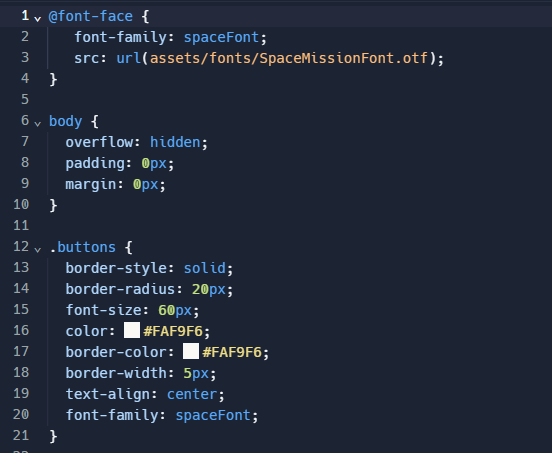 1 @font-face {
2 font-family: spaceFont;
3 src: url(assets/fonts/SpaceMissionFont.otf);
4 }
5
6 body {
7 overflow: hidden;
8 padding: 0px;
9 margin: 0px;
10 }
11
12 .buttons {
13 border-style: solid;
14 border-radius: 20px;
15 font-size: 60px;
16 color: #FAF9F6;
17 border-color: #FAF9F6;
18 border-width: 5px;
19 text-align: center;
20 font-family: spaceFont;
21 }